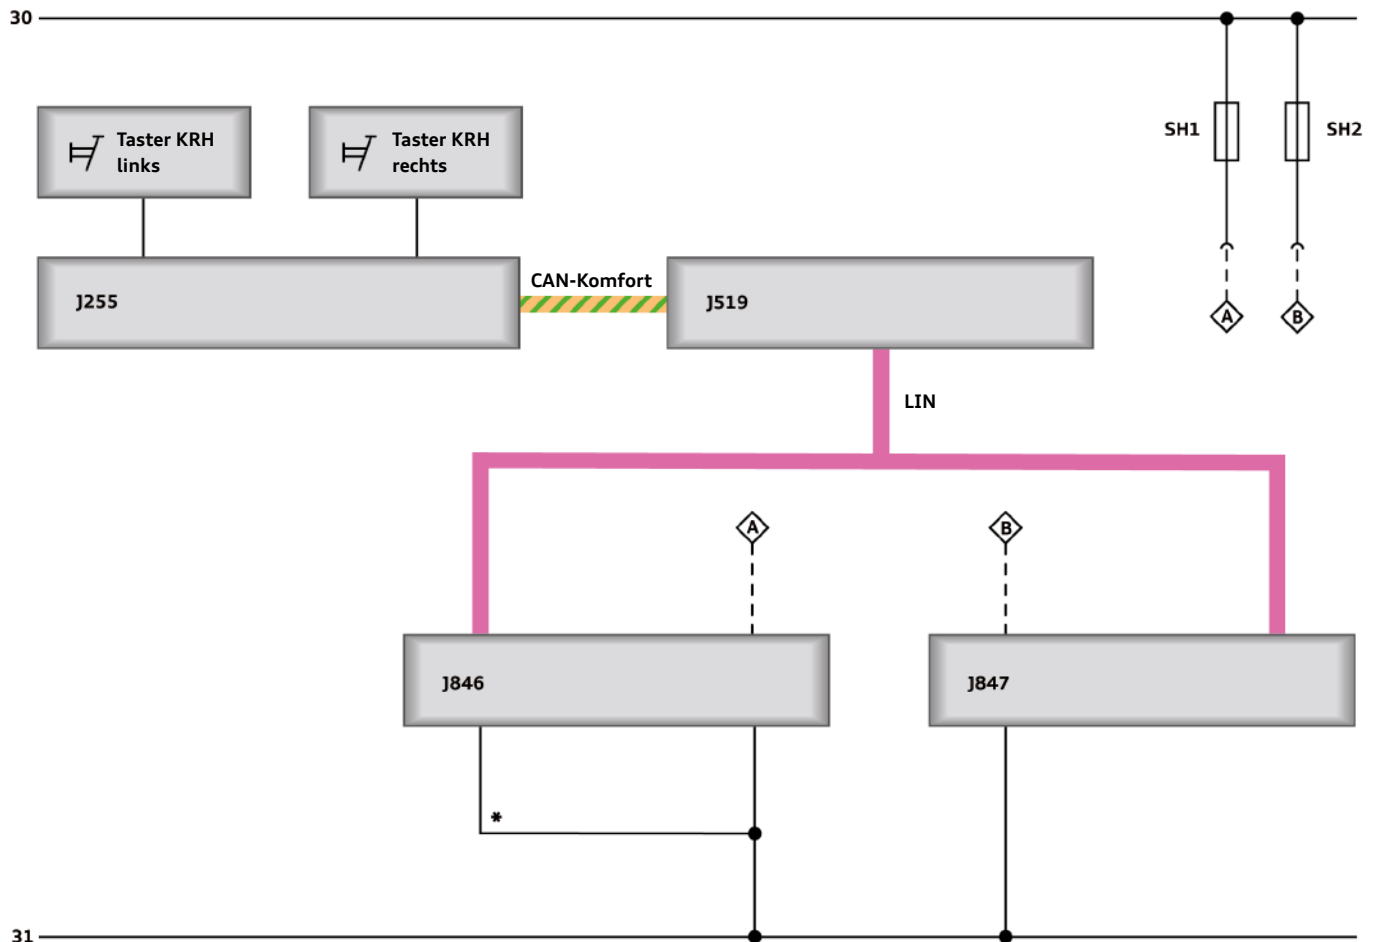 30
SH1
SH2
Taster KRH
links
Taster KRH
rechts
CAN-Komfort
J255
J519
A
B
LIN
A
B
J846
J847
*
31